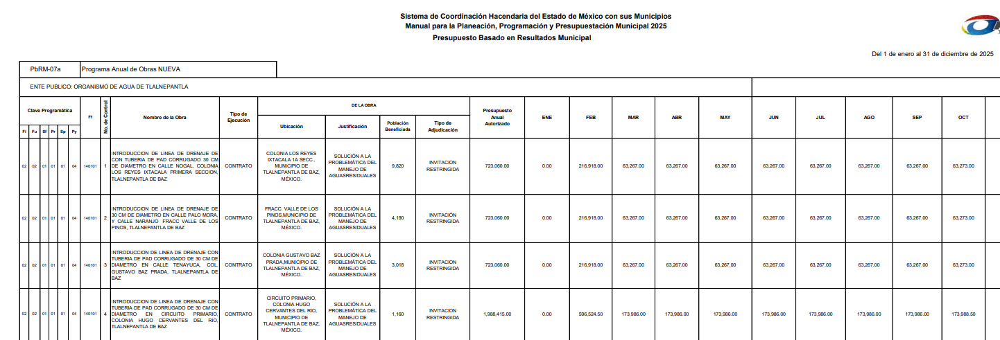 Sistema de Coordinación Hacendaria del Estado de México con sus Municipios
Manual para la Planeación, Programación y Presupuestación Municipal 2025
Presupuesto Basado en Resultados Municipal
Del 1 de enero al 31 de diciembre de 2025
PbRM-07a Programa Anual de Obras NUEVA
ENTE PUBLICO: ORGANISMO DE AGUA DE TLALNEPANTLA
Clave Programática
Fi Fu Sf Pr Sp Py
Ff
No. de Control
Nombre de la Obra
Tipo de
Ejecución
DE LA OBRA
Ubicación
Justificación
Población
Beneficiada
Tipo de
Adjudicación
Presupuesto
Anual
Autorizado
ENE FEB MAR ABR MAY JUN JUL AGO SEP OCT
02 02 01 01 01 04 140101 1
INTRODUCCION DE LINEA DE DRENAJE DE
CON TUBERIA DE PAD CORRUGADO 30 CM
DE DIAMETRO EN CALLE NOGAL, COLONIA
LOS REYES IXTACALA PRIMERA SECCION,
TLALNEPANTLA DE BAZ
CONTRATO
COLONIA LOS REYES
IXTACALA 1A SECC.,
MUNICIPIO DE
TLALNEPANTLA DE BAZ,
MÉXICO.
SOLUCIÓN A LA
PROBLEMÁTICA DEL
MANEJO DE
AGUASRESIDUALES
9,820
INVITACION
RESTRINGIDA
723,060.00 0.00 216,918.00 63,267.00 63,267.00 63,267.00 63,267.00 63,267.00 63,267.00 63,267.00 63,273.00
02 02 01 01 01 04 140101 2
INTRODUCCION DE LINEA DE DRENAJE DE
30 CM DE DIAMETRO EN CALLE PALO MORA,
Y CALLE NARANJO FRACC VALLE DE LOS
PINOS, TLALNEPANTLA DE BAZ
CONTRATO
FRACC. VALLE DE LOS
PINOS,MUNICIPIO DE
TLALNEPANTLA DE BAZ,
MÉXICO.
SOLUCIÓN A LA
PROBLEMÁTICA DEL
MANEJO DE
AGUASRESIDUALES
4,190
INVITACIÓN
RESTRINGIDA
723,060.00 0.00 216,918.00 63,267.00 63,267.00 63,267.00 63,267.00 63,267.00 63,267.00 63,267.00 63,273.00
02 02 01 01 01 04 140101 3
INTRODUCCION DE LINEA DE DRENAJE CON
TUBERIA DE PAD CORRUGADO DE 30 CM DE
DIAMETRO EN CALLE TENAYUCA, COL.
GUSTAVO BAZ PRADA, TLALNEPANTLA DE
BAZ
CONTRATO
COLONIA GUSTAVO BAZ
PRADA,MUNICIPIO DE
TLALNEPANTLA DE BAZ,
MÉXICO.
SOLUCIÓN A LA
PROBLEMÁTICA DEL
MANEJO DE
AGUASRESIDUALES
3,018
INVITACION
RESTRINGIDA
723,060.00 0.00 216,918.00 63,267.00 63,267.00 63,267.00 63,267.00 63,267.00 63,267.00 63,267.00 63,273.00
02 02 01 01 01 04 140101 4
INTRODUCCION DE LINEA DE DRENAJE CON
TUBERIA DE PAD CORRUGADO DE 30 CM DE
DIAMETRO EN CIRCUITO PRIMARIO,
COLONIA HUGO CERVANTES DEL RIO,
TLALNEPANTLA DE BAZ
CONTRATO
CIRCUITO PRIMARIO,
COLONIA HUGO
CERVANTES DEL RIO,
MUNICIPIO DE
TLALNEPANTLA DE BAZ,
MÉXICO.
SOLUCIÓN A LA
PROBLEMÁTICA DEL
MANEJO DE
AGUASRESIDUALES
1,160
INVITACION
RESTRINGIDA
1,988,415.00 0.00 596,524.50 173,986.00 173,986.00 173,986.00 173,986.00 173,986.00 173,986.00 173,986.00 173,988.50